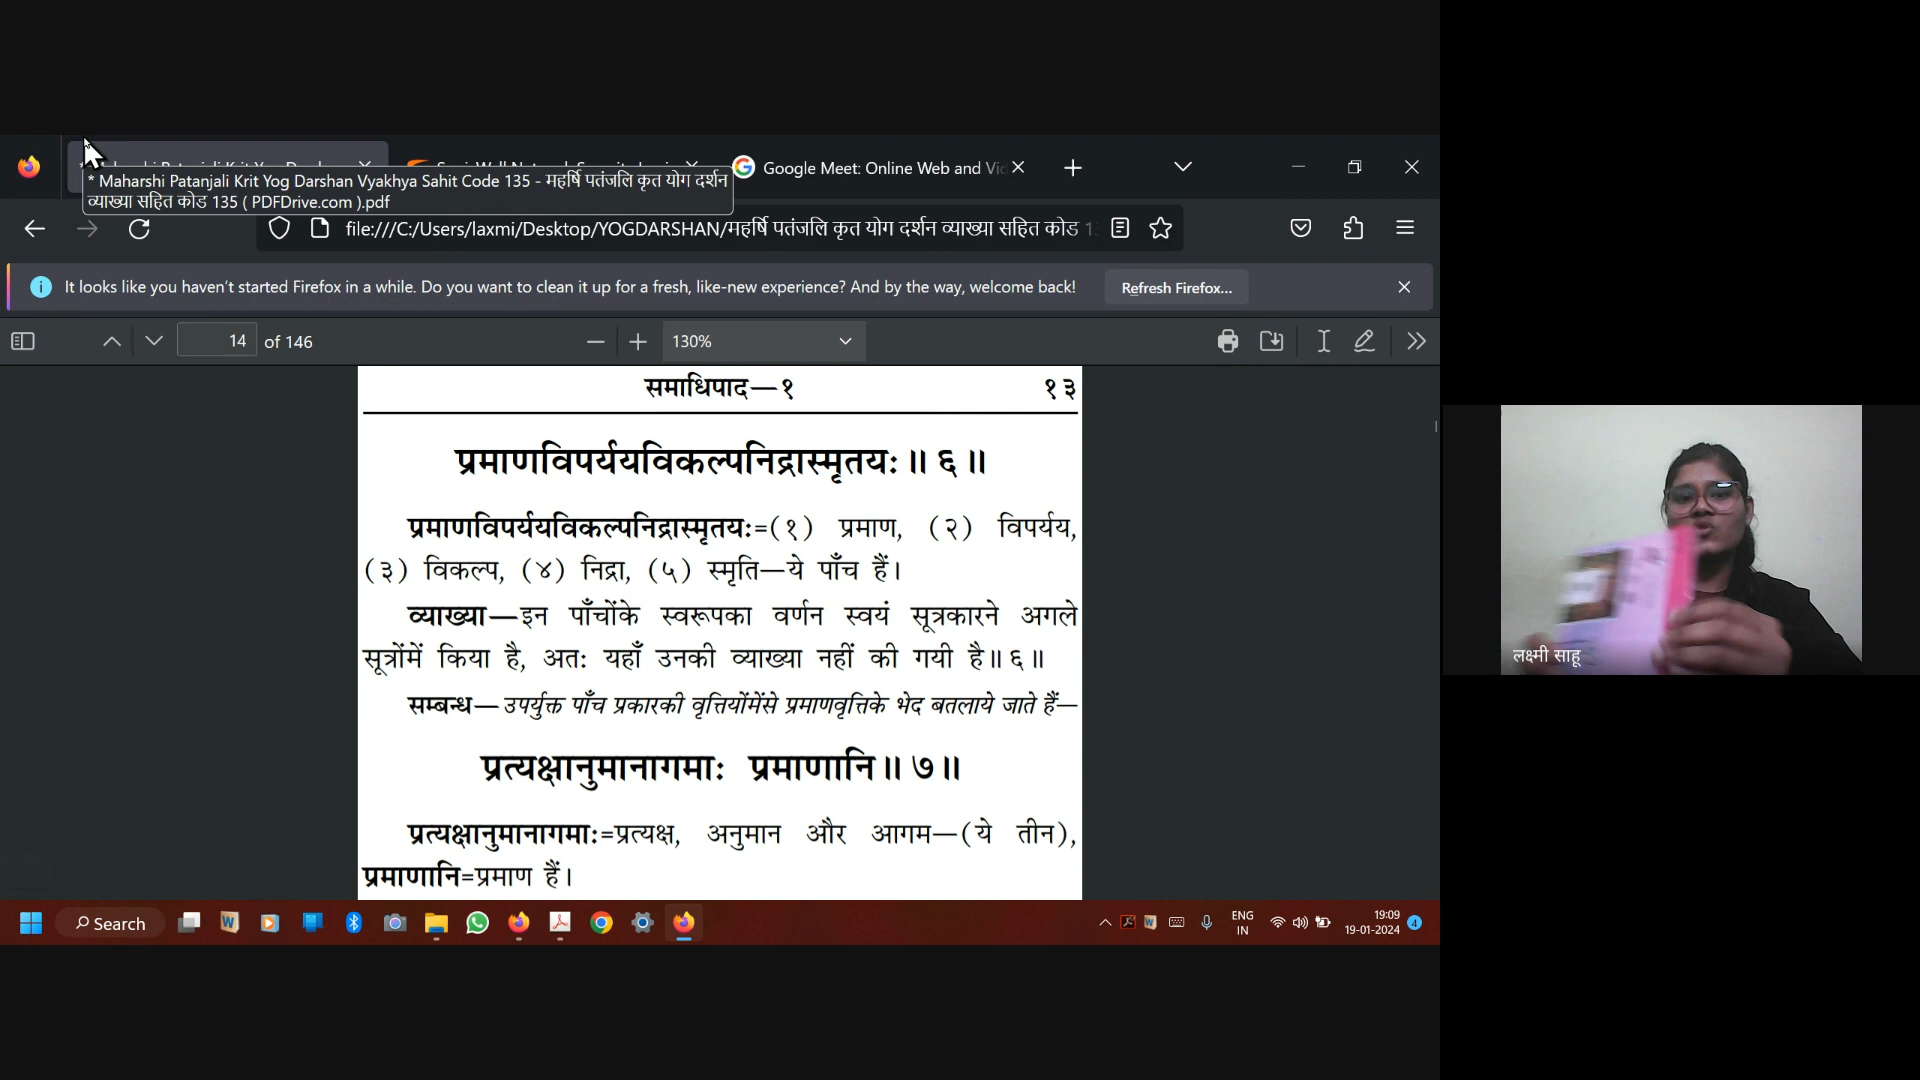 Google Meet: Online Web and Vi
* Maharshi Patanjali Krit Yog Darshan Vyakhya Sahit Code 135 - महर्षि पतंजलि कृत योग दर्शन
व्याख्या सहित कोड 135 ( PDFDrive.com ).pdf
file:///C:/Users/laxmi/Desktop/YOGDARSHAN/महर्षि पतंजलि कृत योग दर्शन व्याख्या सहित कोड 1
It looks like you haven't started Firefox in a while. Do you want to clean it up for a fresh, like-new experience? And by the way, welcome back!
Refresh Firefox...
14 of 146
130%
समाधिपाद—१ १३
प्रमाणविपर्ययविकल्पनिद्रास्मृतयः॥ ६॥
प्रमाणविपर्ययविकल्पनिद्रास्मृतयः=(१) प्रमाण, (२) विपर्यय,
(३) विकल्प, (४) निद्रा, (५) स्मृति—ये पाँच हैं।
व्याख्या—इन पाँचोंके स्वरूपका वर्णन स्वयं सूत्रकारने अगले
सूत्रोंमें किया है, अतः यहाँ उनकी व्याख्या नहीं की गयी है॥ ६॥
सम्बन्ध—उपर्युक्त पाँच प्रकारकी वृत्तियोंमेंसे प्रमाणवृत्तिके भेद बतलाये जाते हैं—
प्रत्यक्षानुमानागमाः प्रमाणानि॥ ७॥
प्रत्यक्षानुमानागमाः=प्रत्यक्ष, अनुमान और आगम—(ये तीन),
प्रमाणानि=प्रमाण हैं।
लक्ष्मी साहू
Search
ENG
IN
19:09
19-01-2024
4